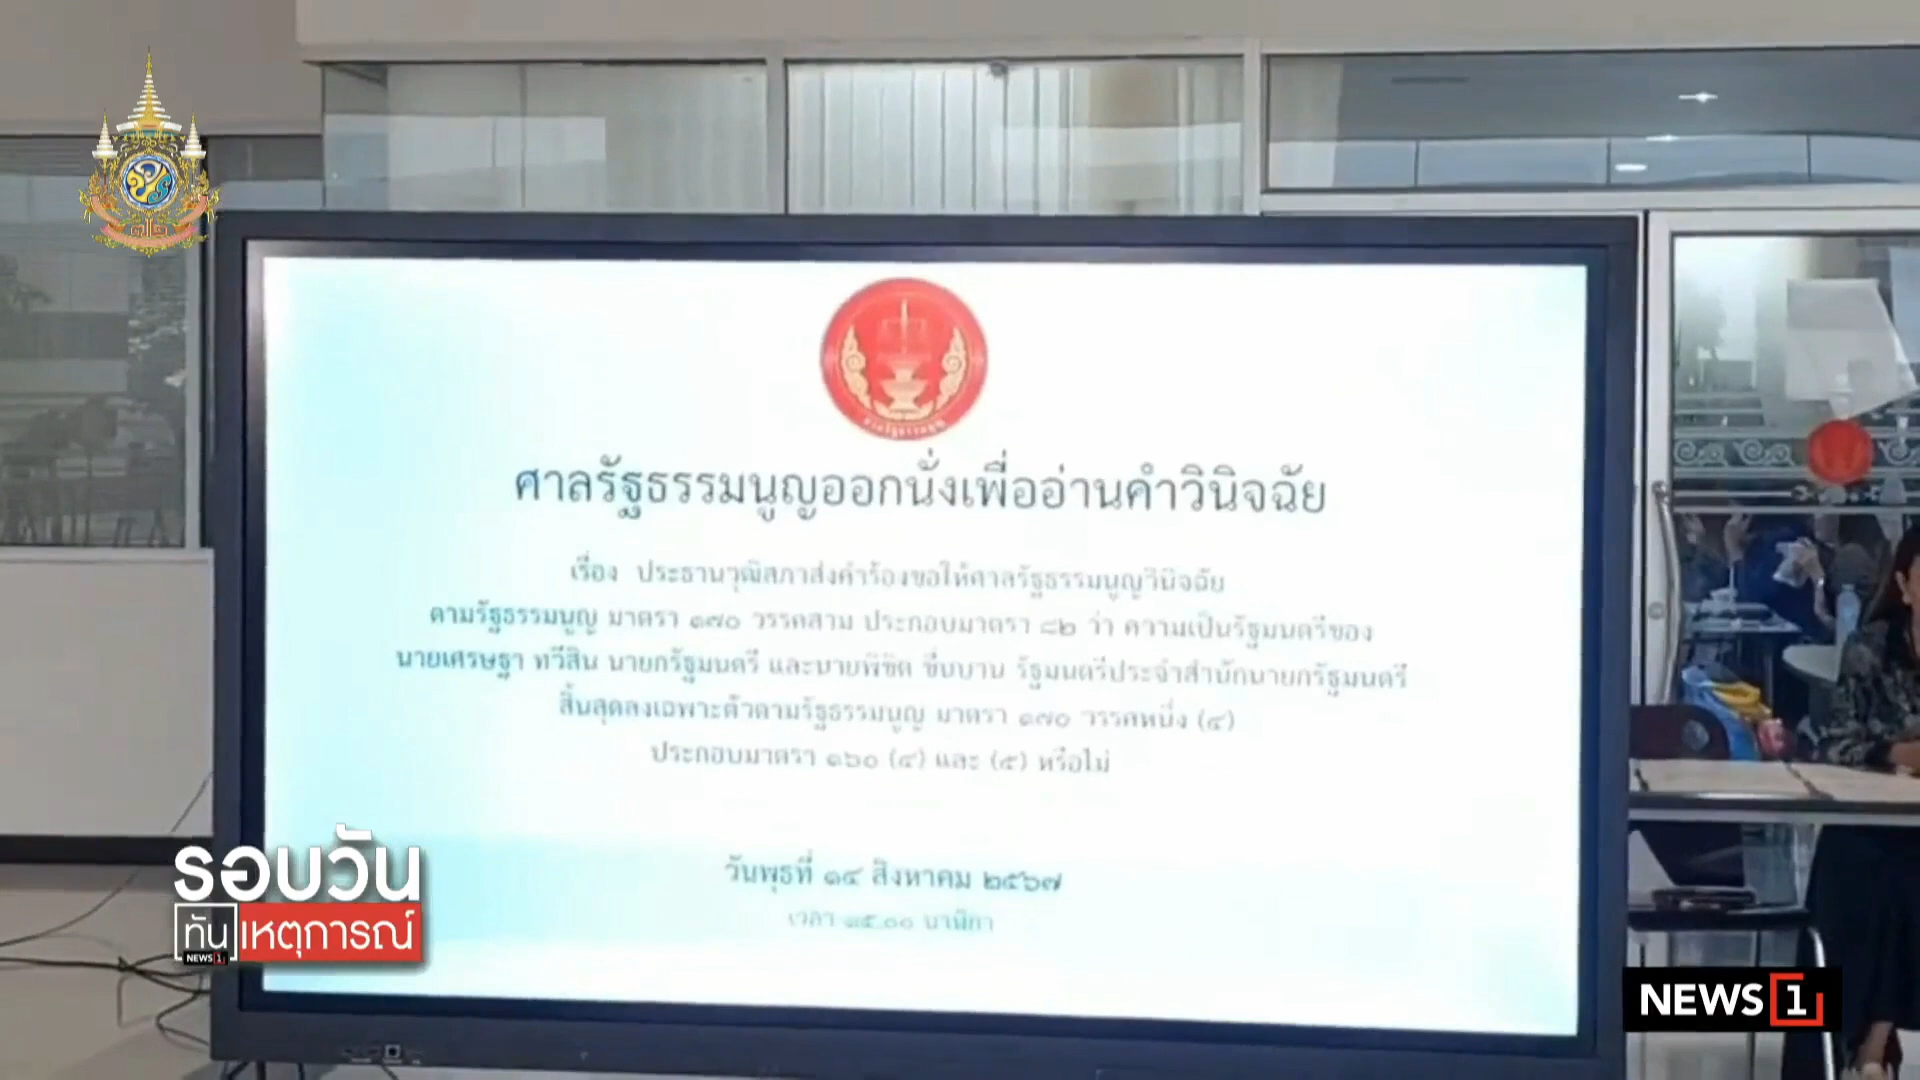 ศาลรัฐธรรมนูญ
ศาลรัฐธรรมนูญออกนั่งเพื่ออ่านคำวินิจฉัย
เรื่อง ประธานวุฒิสภาส่งคำร้องขอให้ศาลรัฐธรรมนูญวินิจฉัย
ตามรัฐธรรมนูญ มาตรา ๑๗๐ วรรคสาม ประกอบมาตรา ๘๒ ว่า ความเป็นรัฐมนตรีของ
นายเศรษฐา ทวีสิน นายกรัฐมนตรี และนายพิชิต ชื่นบาน รัฐมนตรีประจำสำนักนายกรัฐมนตรี
สิ้นสุดลงเฉพาะตัวตามรัฐธรรมนูญ มาตรา ๑๗๐ วรรคหนึ่ง (๔)
ประกอบมาตรา ๑๖๐ (๔) และ (๕) หรือไม่
วันพุธที่ ๑๔ สิงหาคม ๒๕๖๗
เวลา ๑๕.๐๐ นาฬิกา
รอบวัน
ทัน เหตุการณ์
NEWS 1
NEWS 1